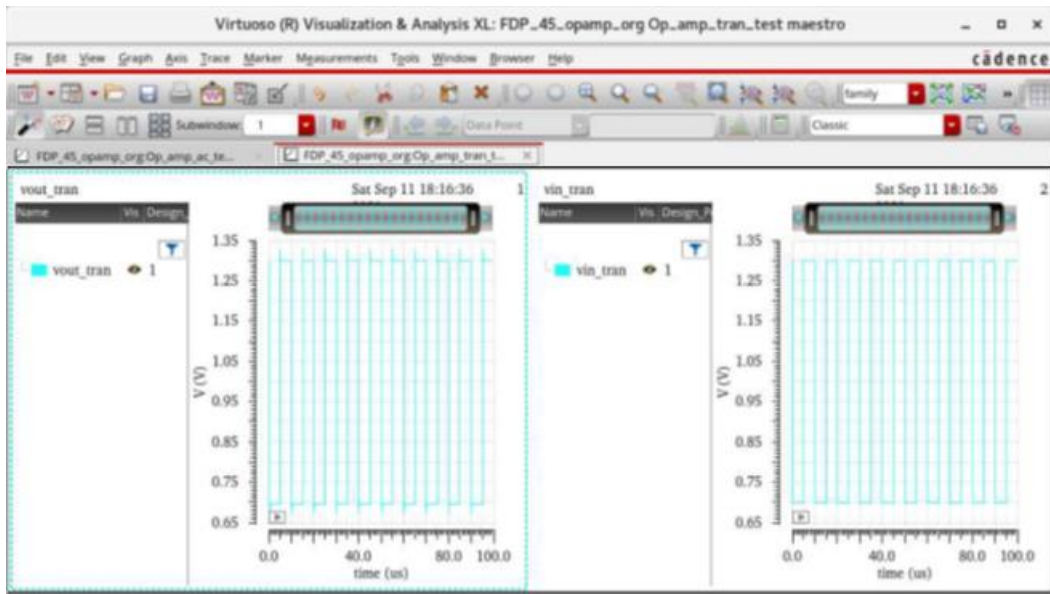 Virtuoso (R) Visualization & Analysis XL: FDP_45_opamp_org Op_amp_tran_test maestro
File Edit View Graph Axis Trace Marker Measurements Tools Window Browser Help
cādence
family
Subwindow: 1
Data Point
Classic
FDP_45_opamp_org:Op_amp_ac_te...
FDP_45_opamp_org:Op_amp_tran_t...
vout_tran
Sat Sep 11 18:16:36
1
Name Vis Design_
vout_tran 1
1.35
1.25
1.15
1.05
0.95
0.85
0.75
0.65
V (V)
0.0 40.0 80.0 100.0
time (us)
vin_tran
Sat Sep 11 18:16:36
2
Name Vis Design_P
vin_tran 1
1.35
1.25
1.15
1.05
0.95
0.85
0.75
0.65
V (V)
0.0 40.0 80.0 100.0
time (us)